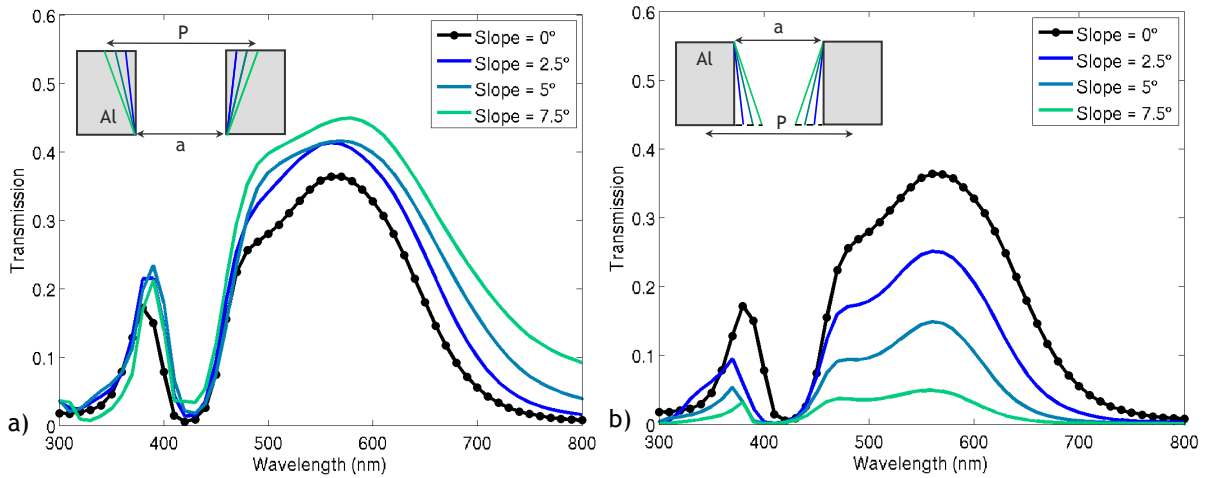 0.6
0.5
0.4
0.3
0.2
0.1
0
Transmission
300
400
500
600
700
800
Wavelength (nm)
a)
P
Al
a
Slope = 0º
Slope = 2.5º
Slope = 5º
Slope = 7.5º
0.6
0.5
0.4
0.3
0.2
0.1
0
Transmission
300
400
500
600
700
800
Wavelength (nm)
b)
a
Al
P
Slope = 0º
Slope = 2.5º
Slope = 5º
Slope = 7.5º